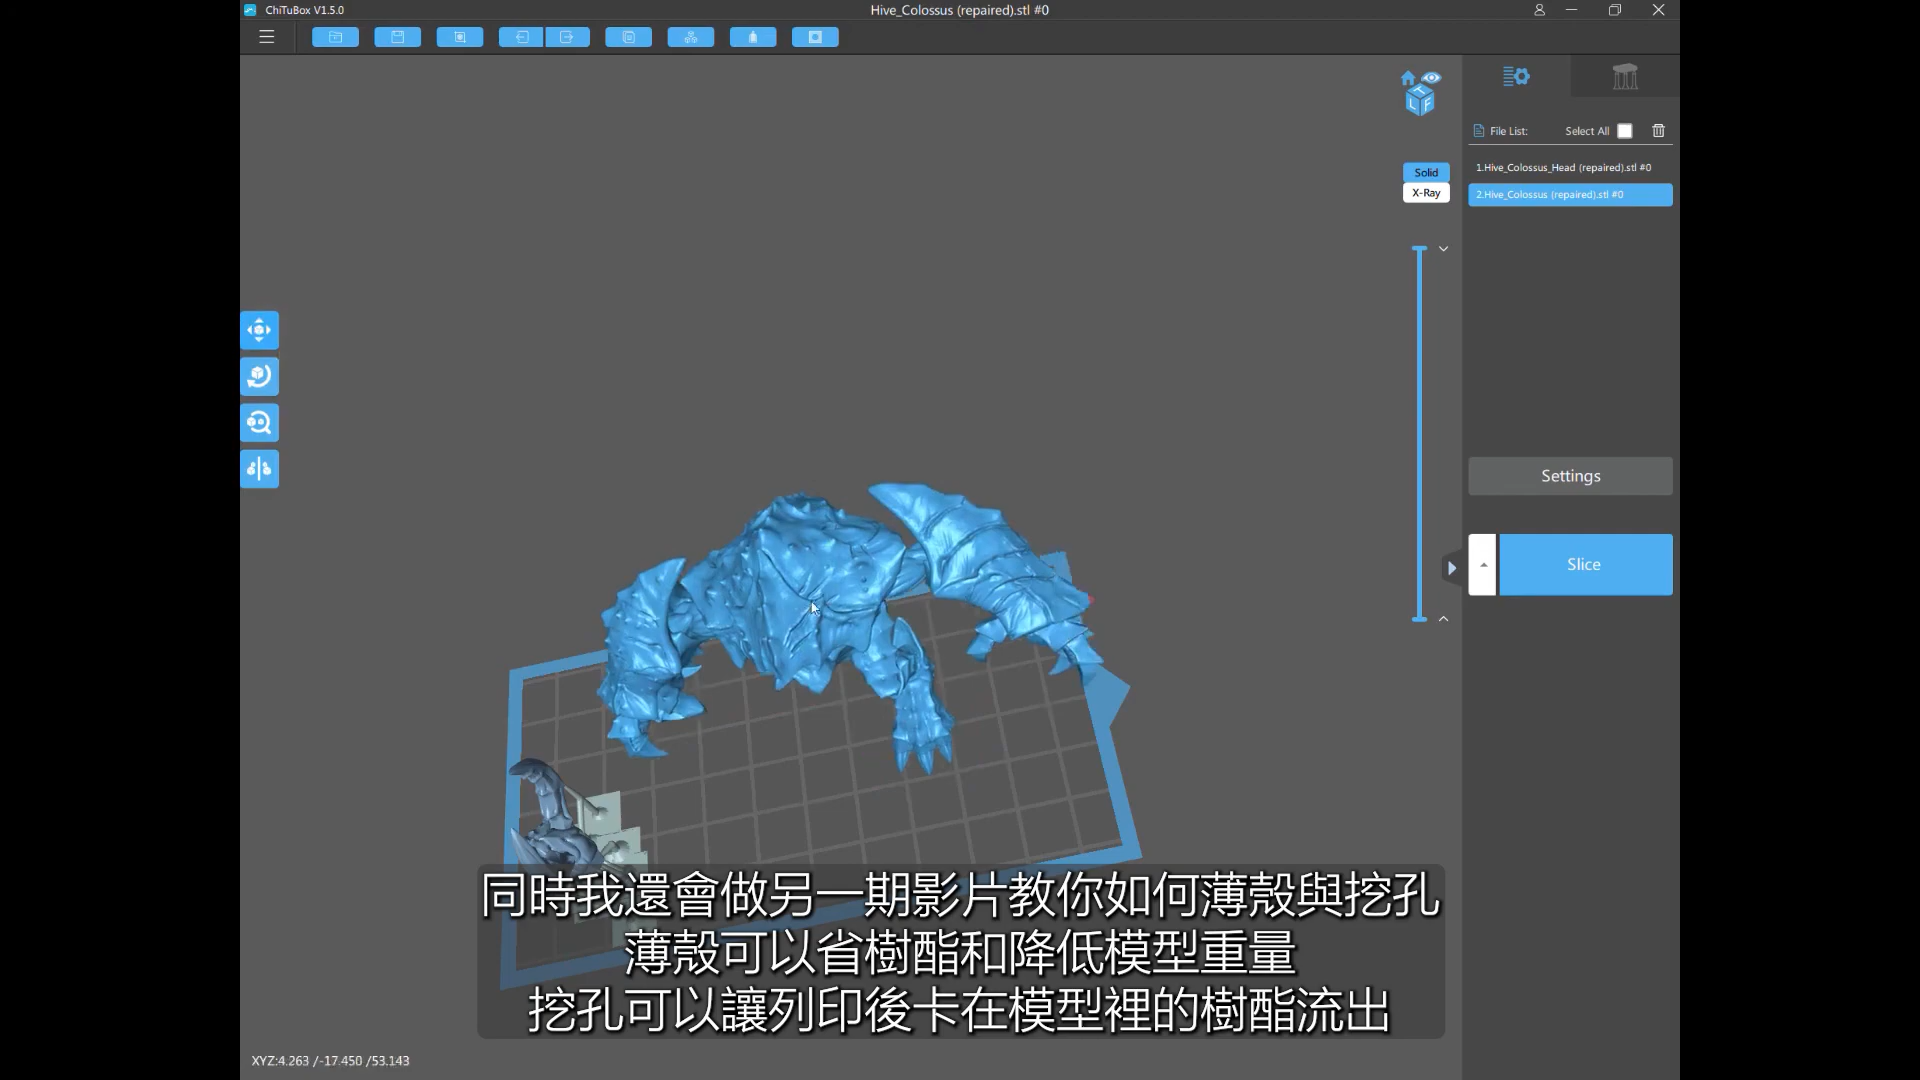 ChiTuBox V1.5.0
Hive_Colossus (repaired).stl #0
T
L F
File List:
Select All
1.Hive_Colossus_Head (repaired).stl #0
2.Hive_Colossus (repaired).stl #0
Solid
X-Ray
Settings
Slice
同時我還會做另一期影片教你如何薄殼與挖孔
薄殼可以省樹酯和降低模型重量
挖孔可以讓列印後卡在模型裡的樹酯流出
XYZ:4.263 /-17.450 /53.143